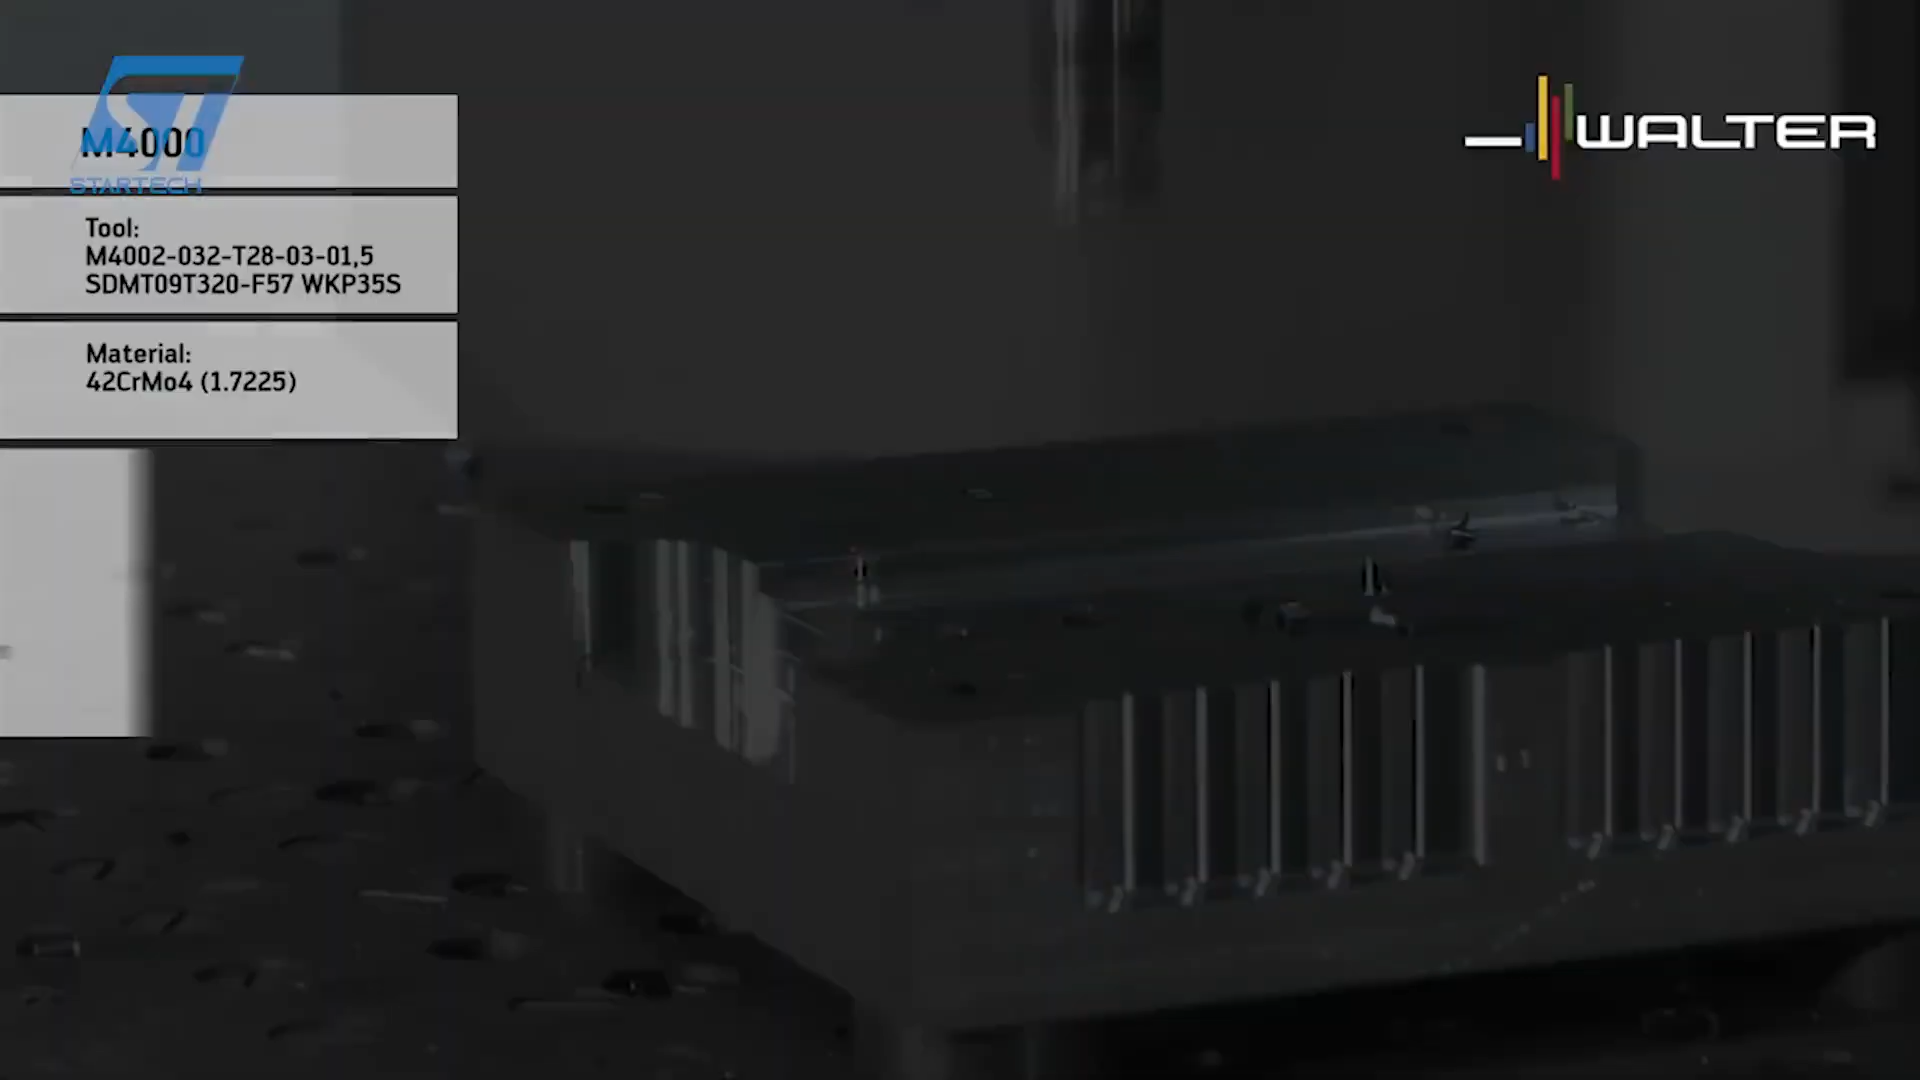 M4000
STARTECH
WALTER
Tool:
M4002-032-T28-03-01,5
SDMT09T320-F57 WKP35S
Material:
42CrMo4 (1.7225)